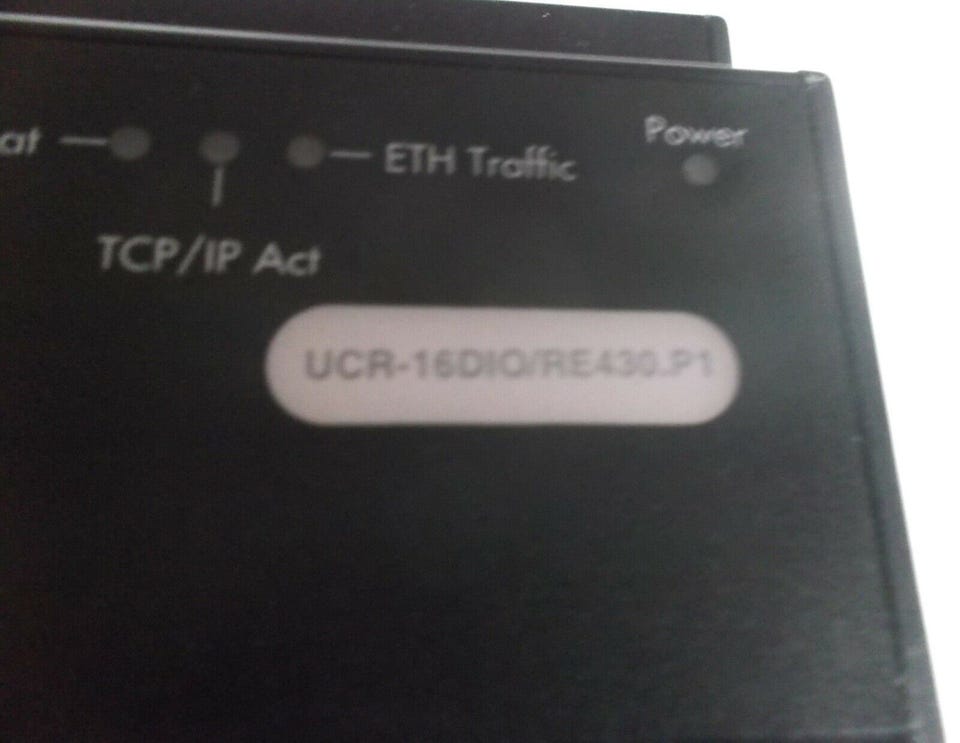 at
ETH Traffic
Power
TCP/IP Act
UCR-16DIO/RE430.P1